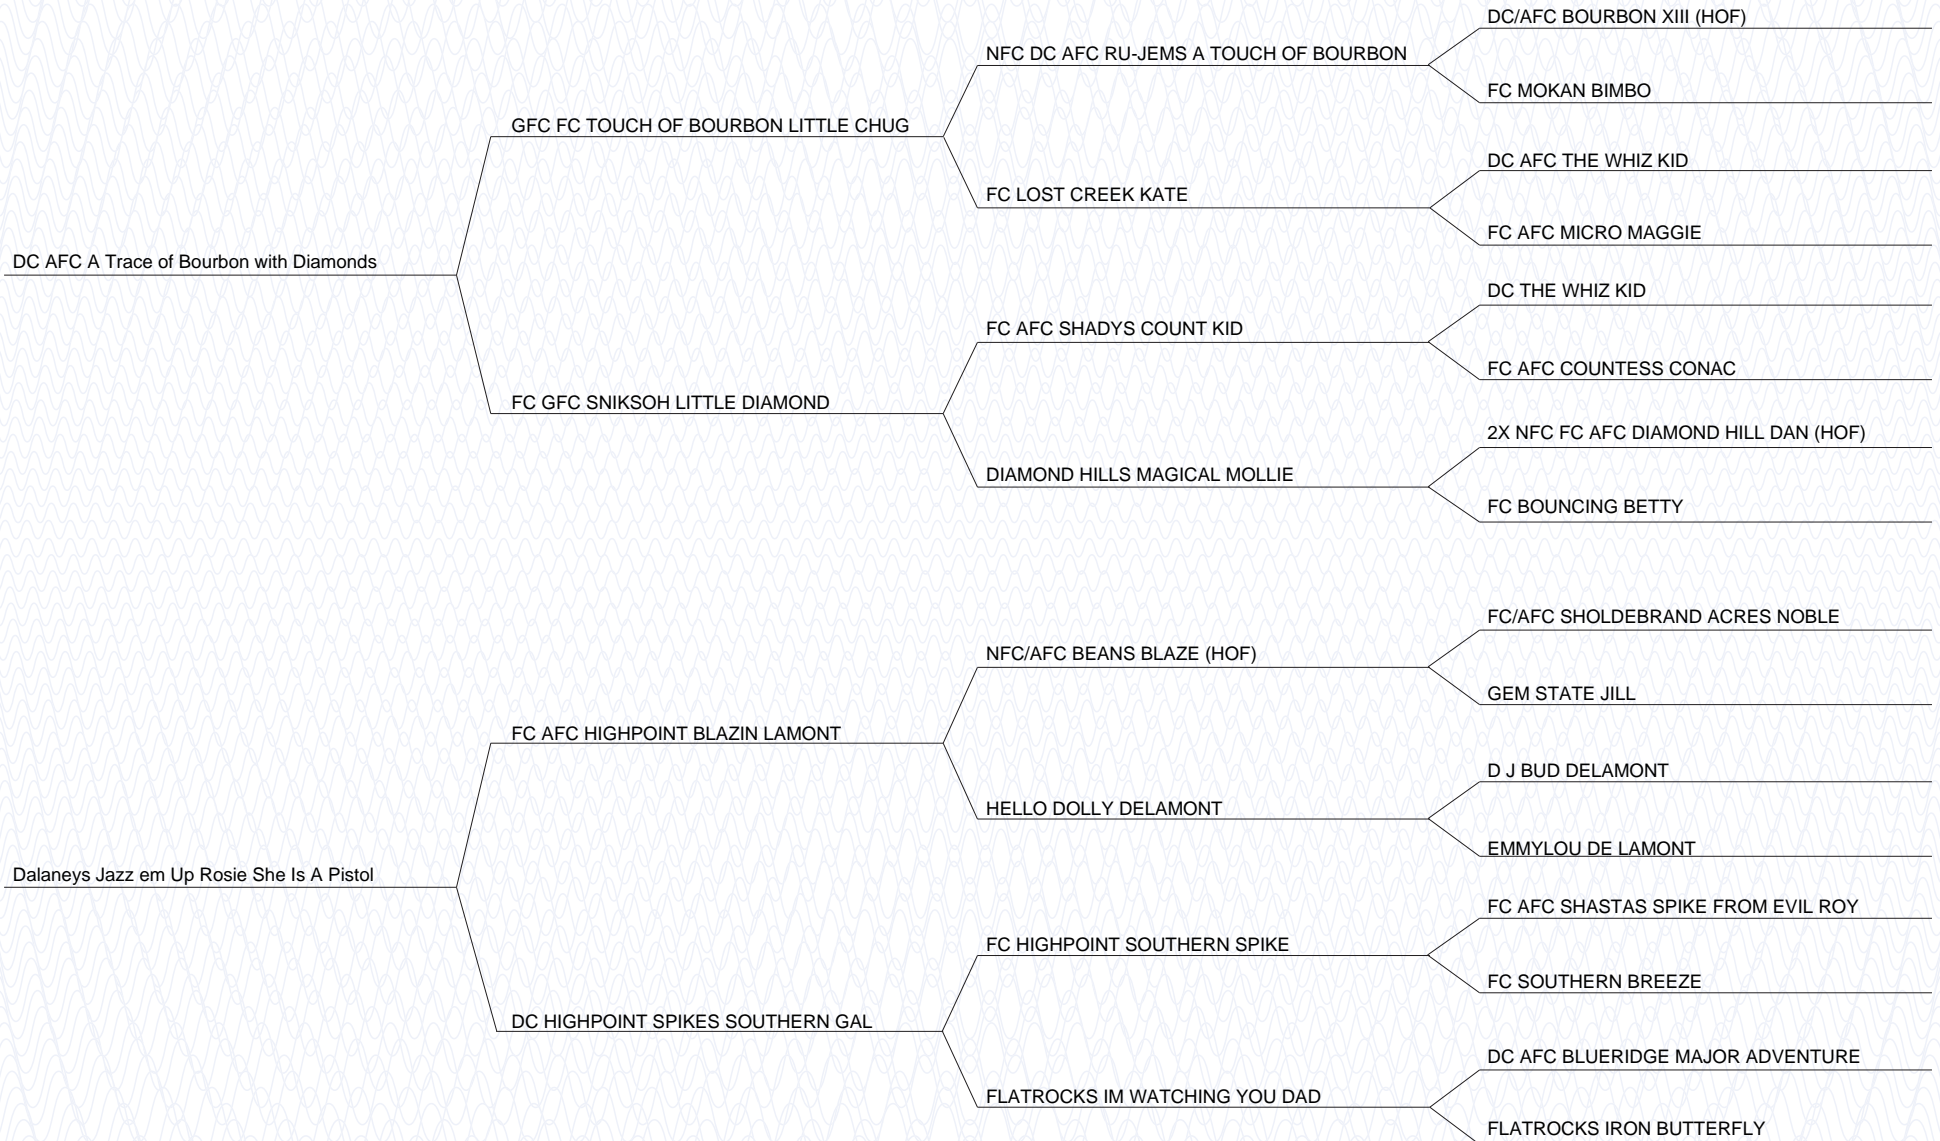 DC/AFC BOURBON XIII (HOF)
NFC DC AFC RU-JEMS A TOUCH OF BOURBON
FC MOKAN BIMBO
GFC FC TOUCH OF BOURBON LITTLE CHUG
DC AFC THE WHIZ KID
FC LOST CREEK KATE
FC AFC MICRO MAGGIE
DC AFC A Trace of Bourbon with Diamonds
DC THE WHIZ KID
FC AFC SHADYS COUNT KID
FC AFC COUNTESS CONAC
FC GFC SNIKSOH LITTLE DIAMOND
2X NFC FC AFC DIAMOND HILL DAN (HOF)
DIAMOND HILLS MAGICAL MOLLIE
FC BOUNCING BETTY
FC/AFC SHOLDEBRAND ACRES NOBLE
NFC/AFC BEANS BLAZE (HOF)
GEM STATE JILL
FC AFC HIGHPOINT BLAZIN LAMONT
D J BUD DELAMONT
HELLO DOLLY DELAMONT
EMMYLOU DE LAMONT
Dalaneys Jazz em Up Rosie She Is A Pistol
FC AFC SHASTAS SPIKE FROM EVIL ROY
FC HIGHPOINT SOUTHERN SPIKE
FC SOUTHERN BREEZE
DC HIGHPOINT SPIKES SOUTHERN GAL
DC AFC BLUERIDGE MAJOR ADVENTURE
FLATROCKS IM WATCHING YOU DAD
FLATROCKS IRON BUTTERFLY